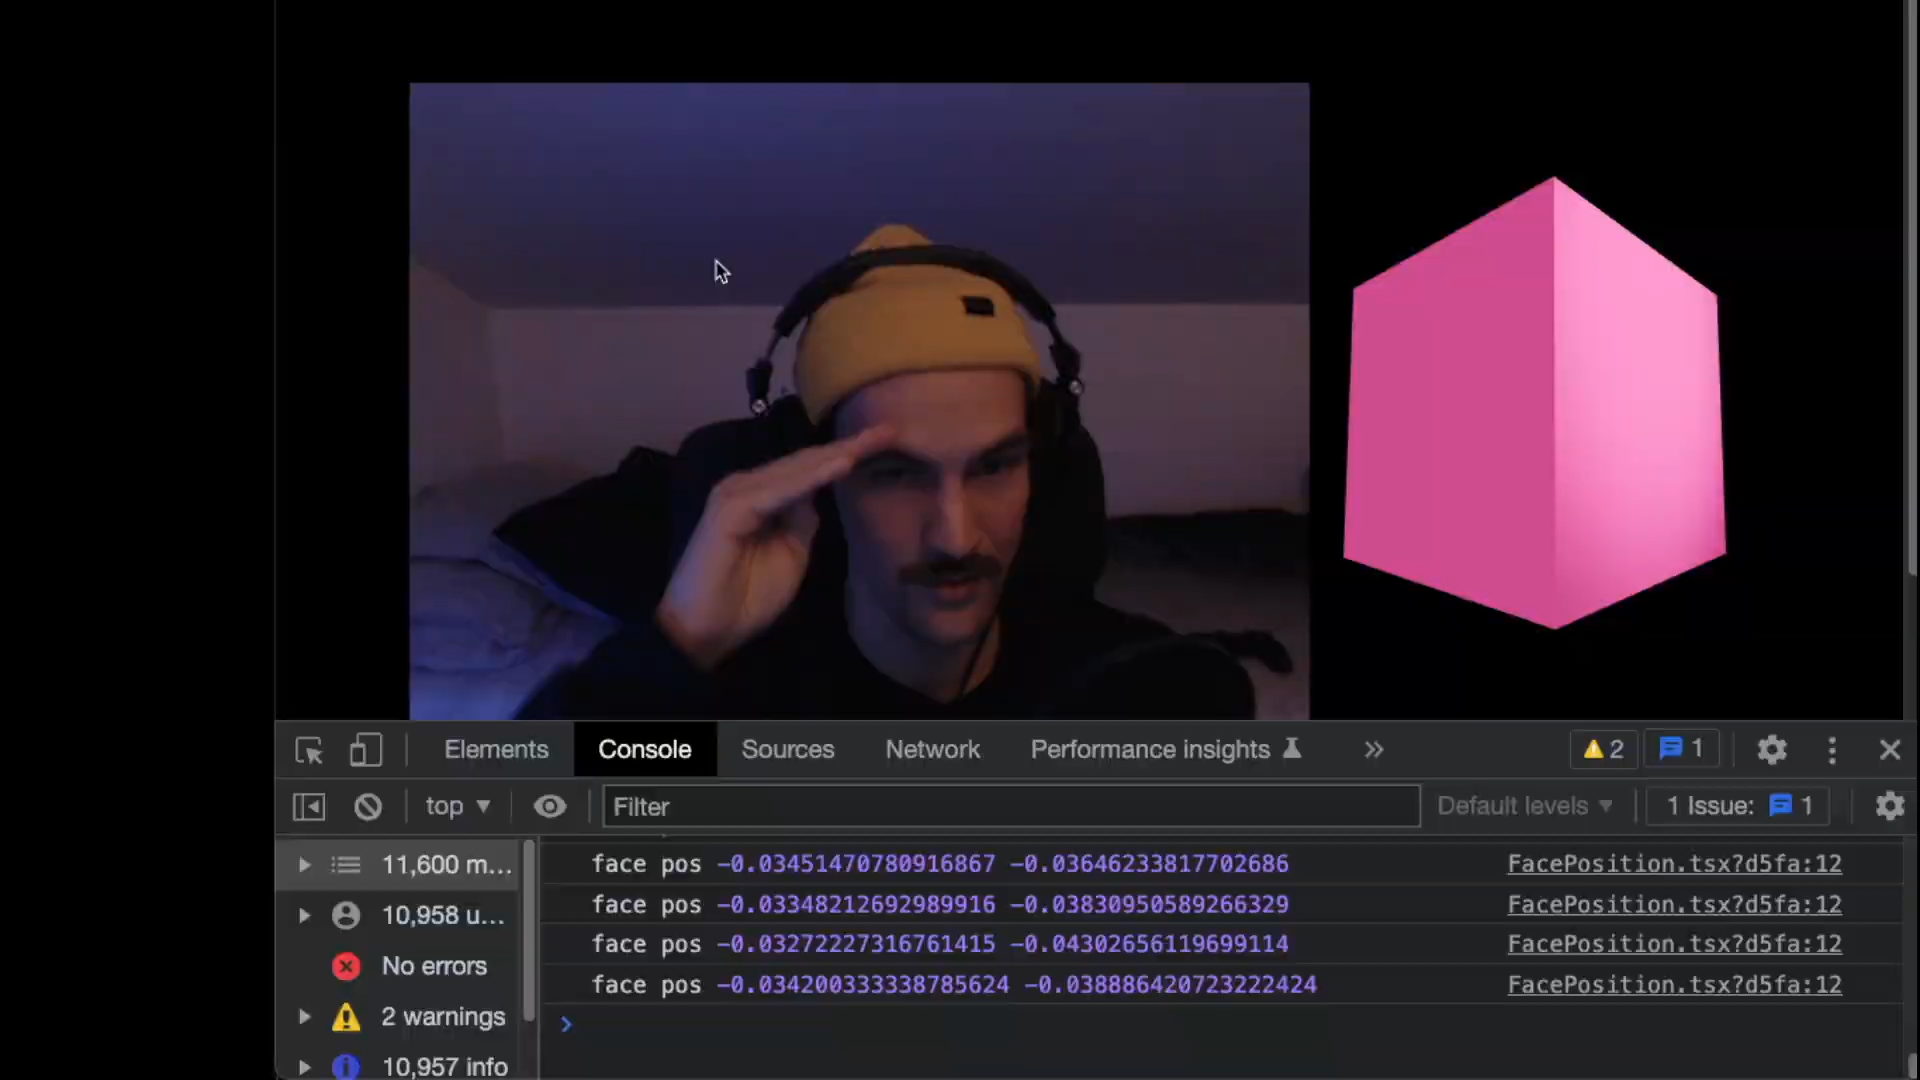 Elements Console Sources Network Performance insights 2 1
top Filter Default levels 1 Issue: 1
11,600 m...
10,958 u...
No errors
2 warnings
10,957 info
face pos -0.03451470780916867 -0.03646233817702686 FacePosition.tsx?d5fa:12
face pos -0.03348212692989916 -0.03830950589266329 FacePosition.tsx?d5fa:12
face pos -0.03272227316761415 -0.04302656119699114 FacePosition.tsx?d5fa:12
face pos -0.034200333338785624 -0.038886420723222424 FacePosition.tsx?d5fa:12